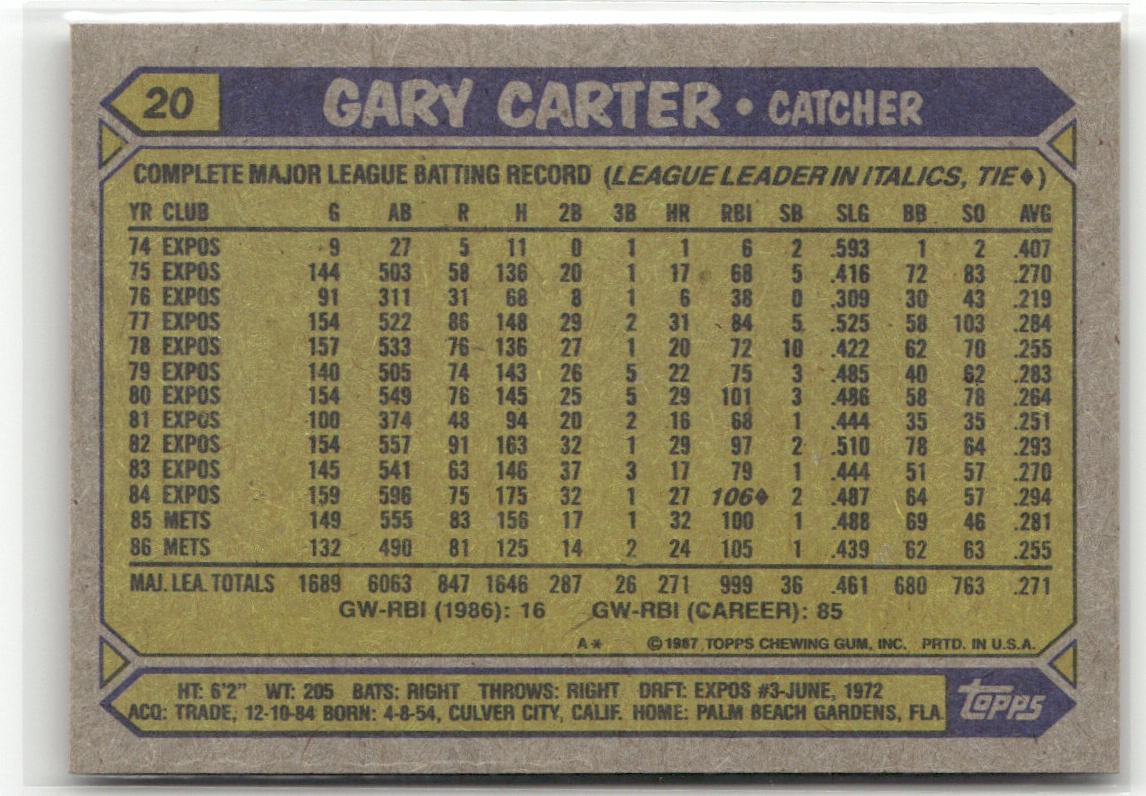 20 GARY CARTER • CATCHER
COMPLETE MAJOR LEAGUE BATTING RECORD (LEAGUE LEADER IN ITALICS, TIE♦)
YR CLUB G AB R H 2B 3B HR RBI SB SLG BB SO AVG
74 EXPOS 9 27 5 11 0 1 1 6 2 .593 1 2 .407
75 EXPOS 144 503 58 136 20 1 17 68 5 .416 72 83 .270
76 EXPOS 91 311 31 68 8 1 6 38 0 .309 30 43 .219
77 EXPOS 154 522 86 148 29 2 31 84 5 .525 58 103 .284
78 EXPOS 157 533 76 136 27 1 20 72 10 .422 62 70 .255
79 EXPOS 140 505 74 143 26 5 22 75 3 .485 40 62 .283
80 EXPOS 154 549 76 145 25 5 29 101 3 .486 58 78 .264
81 EXPOS 100 374 48 94 20 2 16 68 1 .444 35 35 .251
82 EXPOS 154 557 91 163 32 1 29 97 2 .510 78 64 .293
83 EXPOS 145 541 63 146 37 3 17 79 1 .444 51 57 .270
84 EXPOS 159 596 75 175 32 1 27 106♦ 2 .487 64 57 .294
85 METS 149 555 83 156 17 1 32 100 1 .488 69 46 .281
86 METS 132 490 81 125 14 2 24 105 1 .439 62 63 .255
MAJ. LEA. TOTALS 1689 6063 847 1646 287 26 271 999 36 .461 680 763 .271
GW-RBI (1986): 16 GW-RBI (CAREER): 85
A* © 1987 TOPPS CHEWING GUM, INC. PRTD. IN U.S.A.
HT: 6'2" WT: 205 BATS: RIGHT THROWS: RIGHT DRFT: EXPOS #3-JUNE, 1972
ACQ: TRADE, 12-10-84 BORN: 4-8-54, CULVER CITY, CALIF. HOME: PALM BEACH GARDENS, FLA
topps